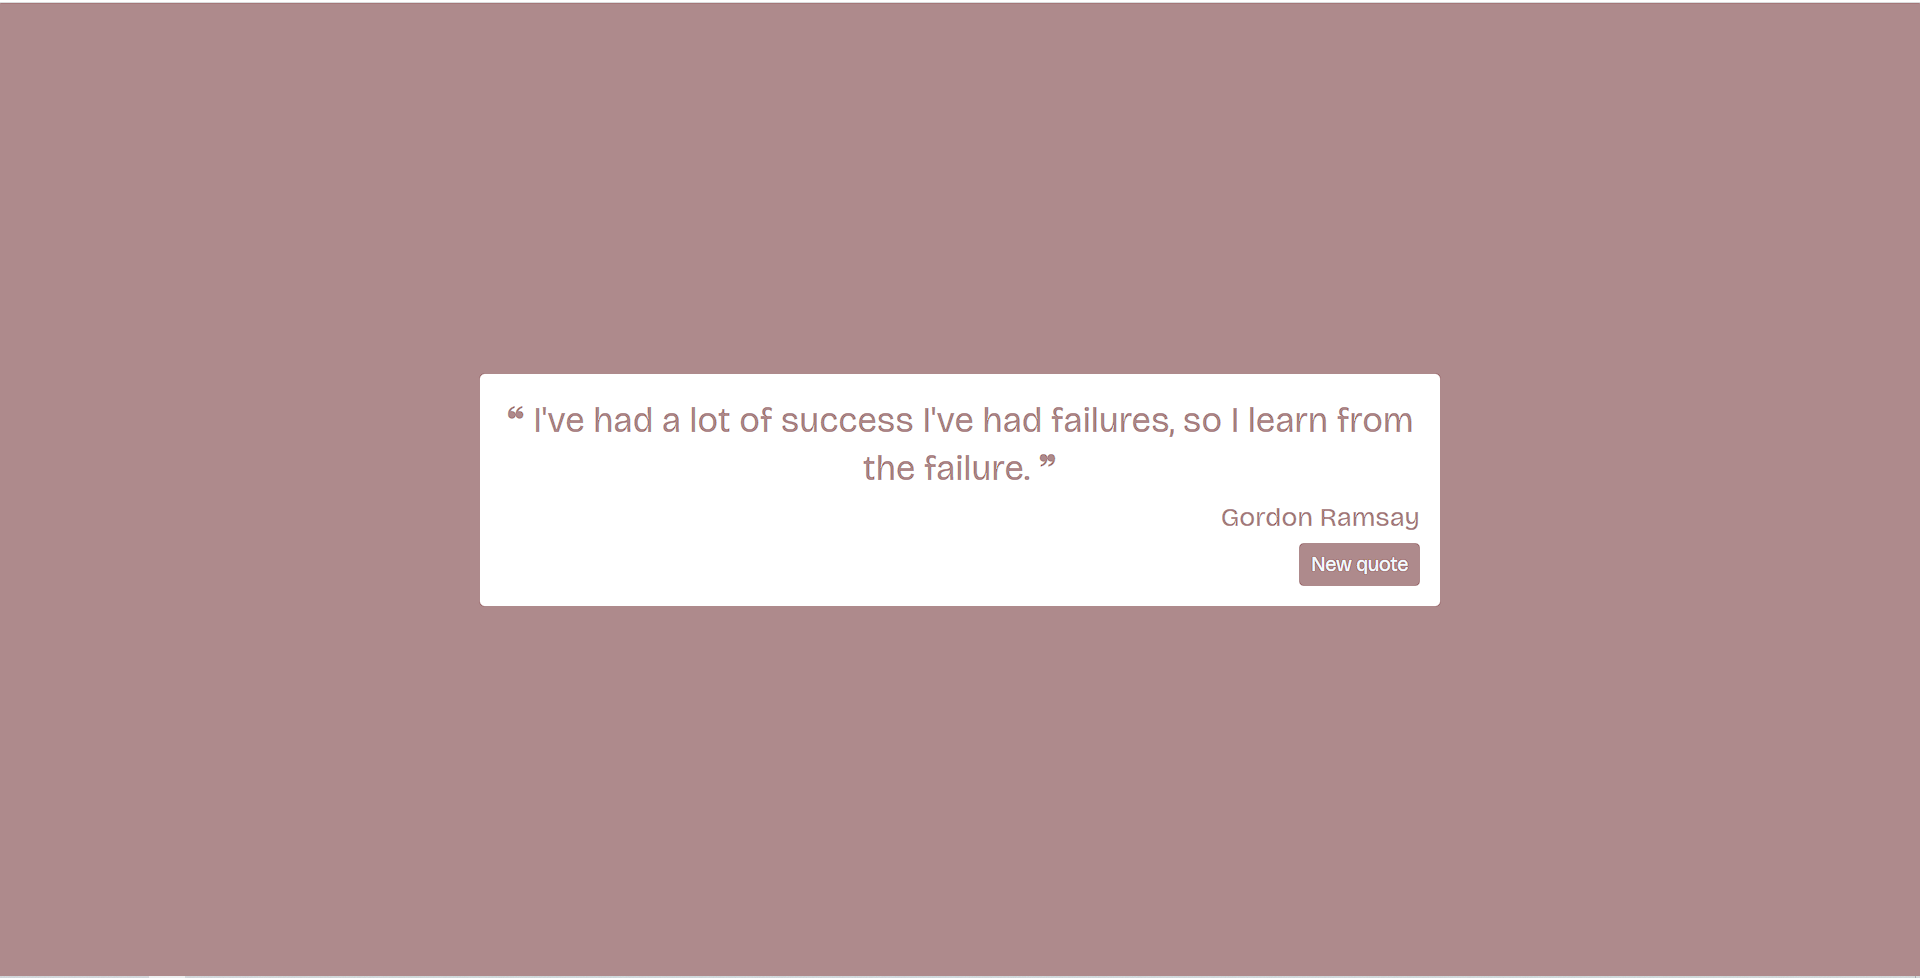 ❝ I've had a lot of success I've had failures, so I learn from
the failure. ❞
Gordon Ramsay
New quote